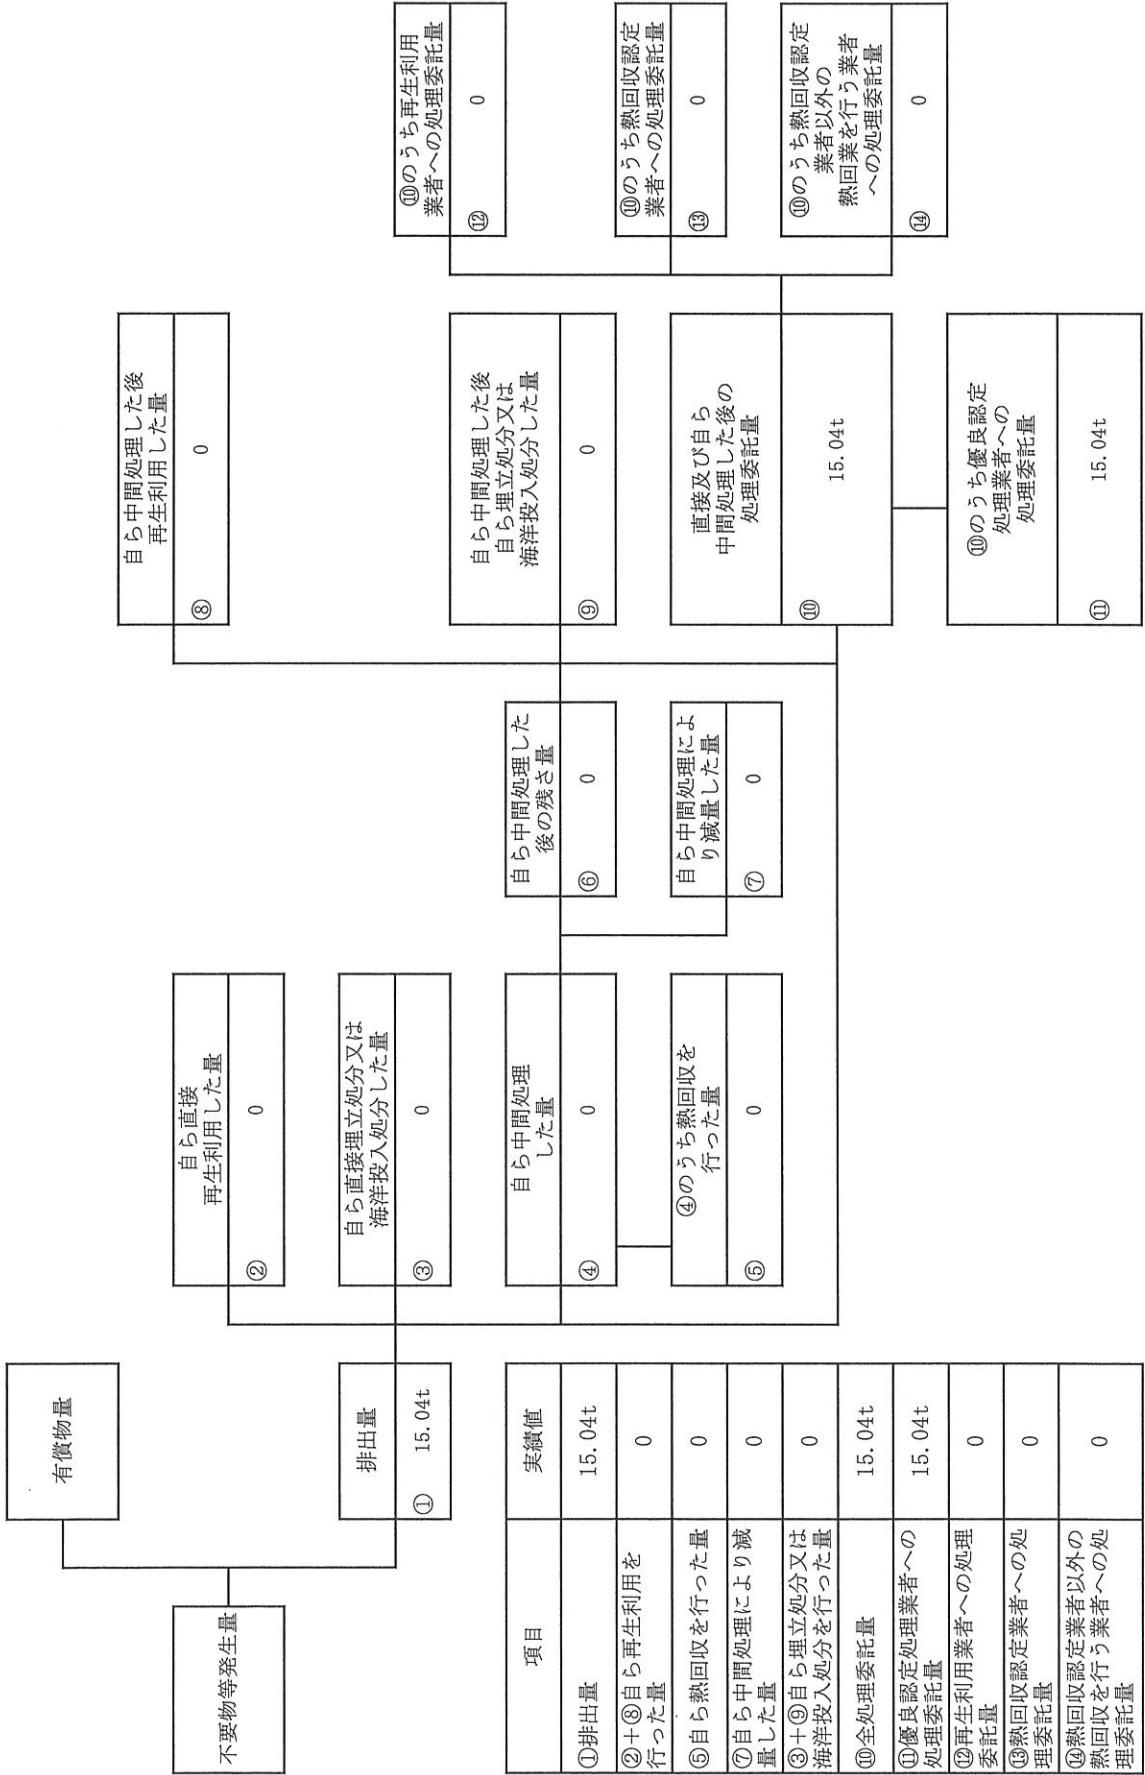 不要物等発生量
有償物量
排出量
① 15.04t
自ら直接
再生利用した量
② 0
自ら直接埋立処分又は
海洋投入処分した量
③ 0
自ら中間処理
した量
④ 0
④のうち熱回収を
行った量
⑤ 0
自ら中間処理した
後の残さ量
⑥ 0
自ら中間処理によ
り減量した量
⑦ 0
自ら中間処理した後
再生利用した量
⑧ 0
自ら中間処理した後
自ら埋立処分又は
海洋投入処分した量
⑨ 0
直接及び自ら
中間処理した後の
処理委託量
⑩ 15.04t
⑩のうち優良認定
処理業者への
処理委託量
⑪ 15.04t
⑩のうち再生利用
業者への処理委託量
⑫ 0
⑩のうち熱回収認定
業者への処理委託量
⑬ 0
⑩のうち熱回収認定
業者以外の
熱回業を行う業者
への処理委託量
⑭ 0
項目 実績値
①排出量 15.04t
②+⑧自ら再生利用を
行った量 0
⑤自ら熱回収を行った量 0
⑦自ら中間処理により減
量した量 0
③+⑨自ら埋立処分又は
海洋投入処分を行った量 0
⑩全処理委託量 15.04t
⑪優良認定処理業者への
処理委託量 15.04t
⑫再生利用業者への処理
委託量 0
⑬熱回収認定業者への処
理委託量 0
⑭熱回収認定業者以外の
熱回収を行う業者への処
理委託量 0